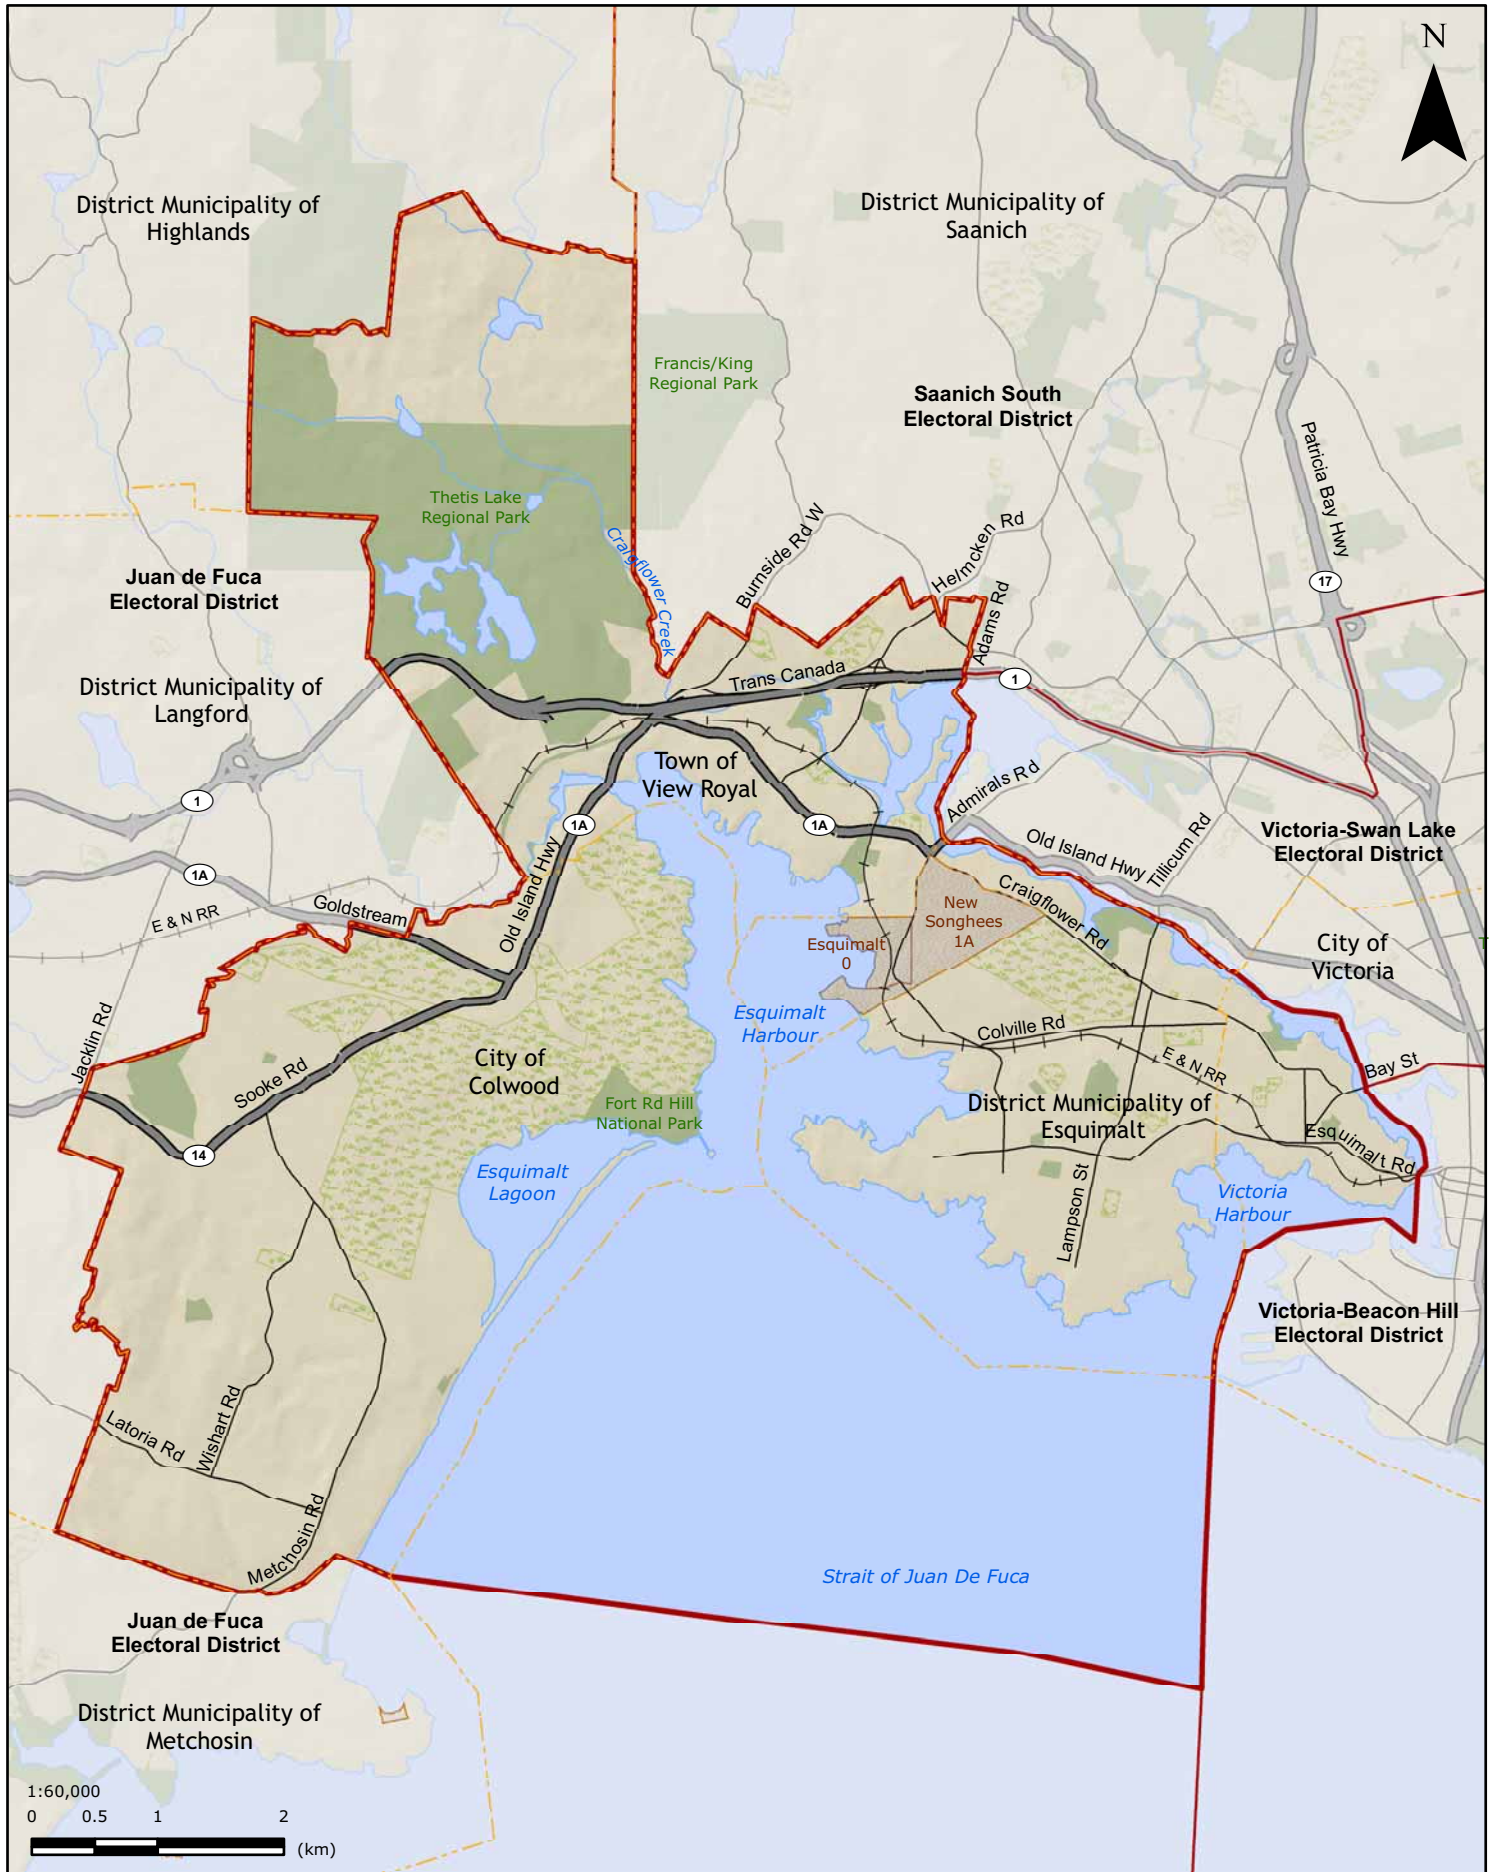 N
District Municipality of
Highlands
District Municipality of
Saanich
Francis/King
Regional Park
Saanich South
Electoral District
Patricia Bay Hwy
Thetis Lake
Regional Park
Craigflower Creek
Burnside Rd W
Helmcken Rd
Adams Rd
17
Juan de Fuca
Electoral District
Trans Canada
1
District Municipality of
Langford
Town of
View Royal
1
1A
1A
Admirals Rd
Old Island Hwy
Tillicum Rd
Victoria-Swan Lake
Electoral District
1A
Goldstream
E & N RR
Old Island Hwy
Craigflower Rd
New
Songhees
1A
Esquimalt
0
City of
Victoria
Esquimalt
Harbour
Colville Rd
E & N RR
Bay St
Jacklin Rd
Sooke Rd
City of
Colwood
Fort Rd Hill
National Park
District Municipality of
Esquimalt
Esquimalt Rd
14
Esquimalt
Lagoon
Lampson St
Victoria
Harbour
Victoria-Beacon Hill
Electoral District
Latoria Rd
Wishart Rd
Metchosin Rd
Strait of Juan De Fuca
Juan de Fuca
Electoral District
District Municipality of
Metchosin
1:60,000
0 0.5 1 2
(km)